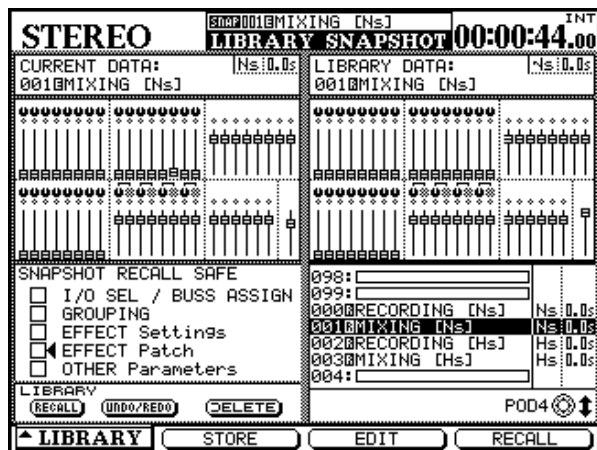 STEREO
SNAP 001 MIXING [Ns]
LIBRARY SNAPSHOT
INT
00:00:44.00
CURRENT DATA:
Ns 0.0s
001 MIXING [Ns]
LIBRARY DATA:
Ns 0.0s
001 MIXING [Ns]
SNAPSHOT RECALL SAFE
I/O SEL / BUSS ASSIGN
GROUPING
EFFECT Settings
EFFECT Patch
OTHER Parameters
LIBRARY
RECALL
UNDO/REDO
DELETE
098:
099:
000 RECORDING [Ns] Ns 0.0s
001 MIXING [Ns] Ns 0.0s
002 RECORDING [Hs] Hs 0.0s
003 MIXING [Hs] Hs 0.0s
004:
POD4
LIBRARY
STORE
EDIT
RECALL